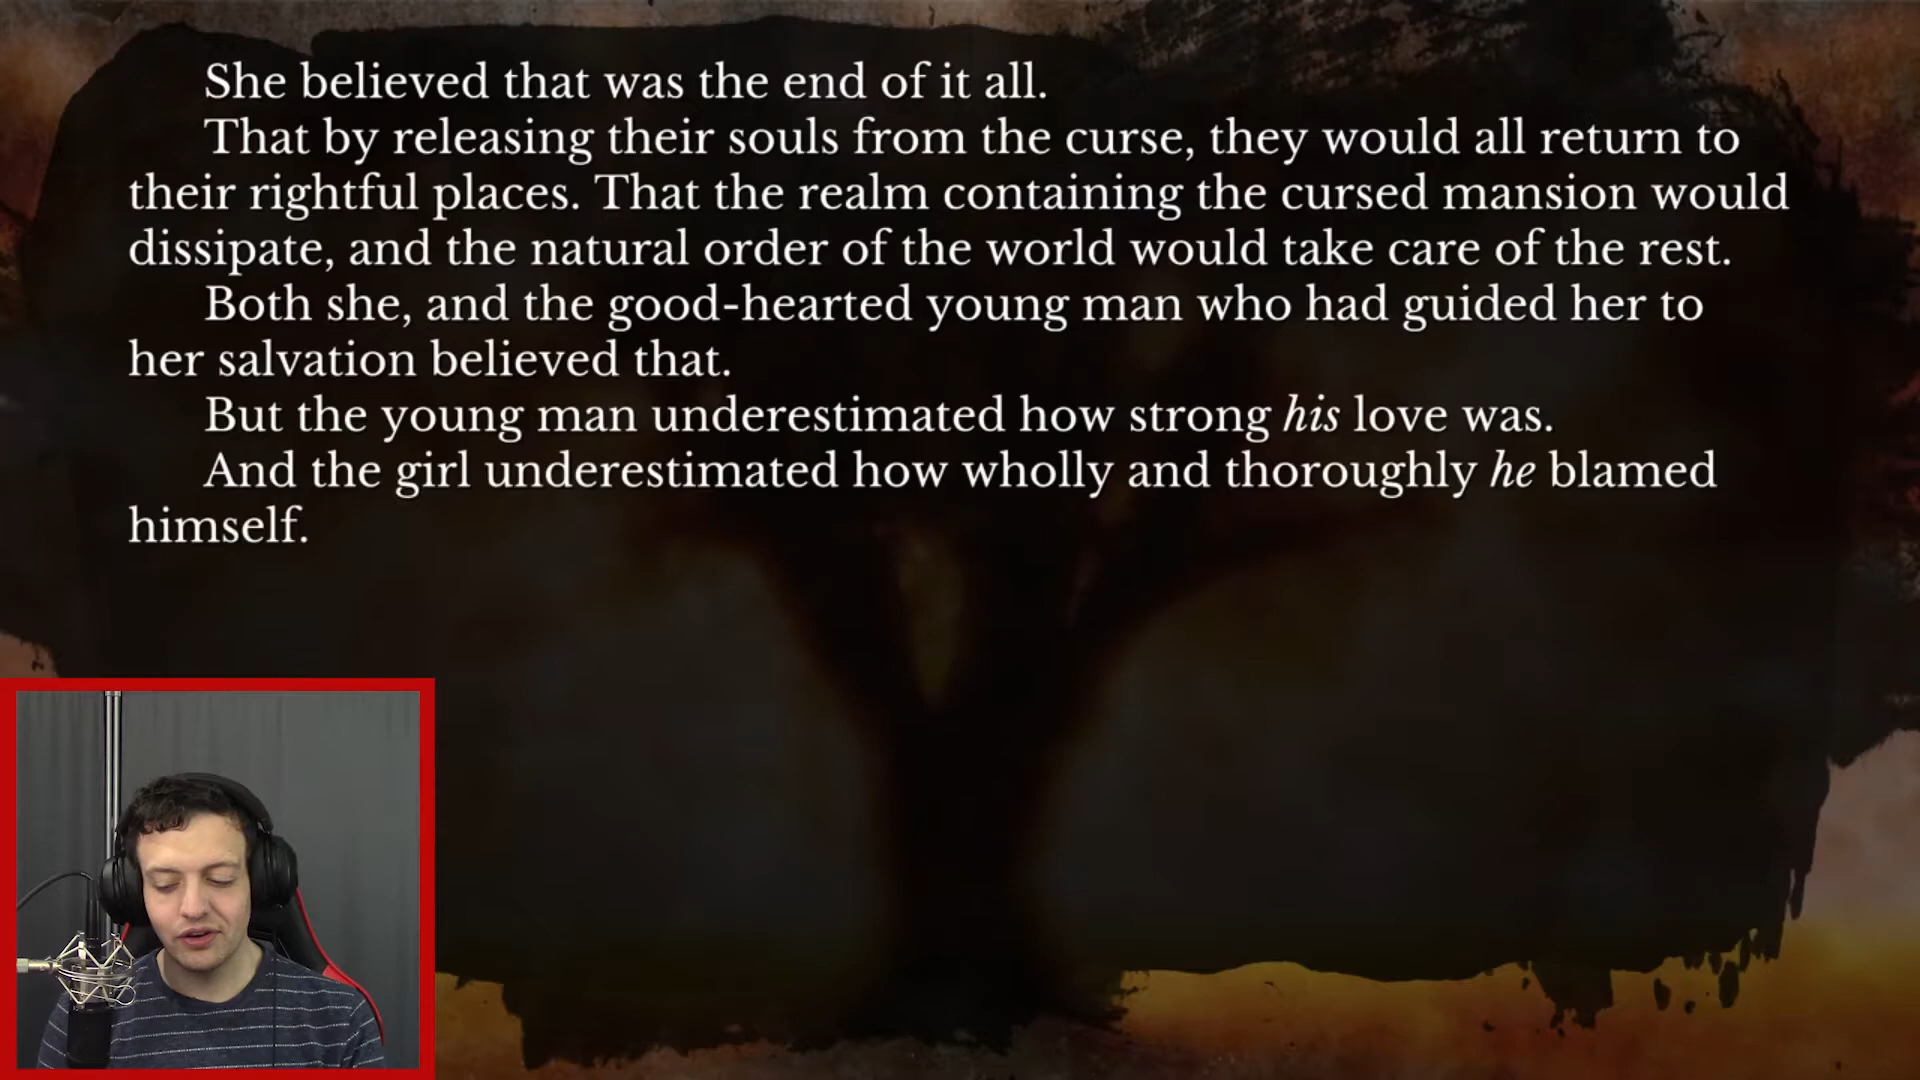 She believed that was the end of it all.
That by releasing their souls from the curse, they would all return to
their rightful places. That the realm containing the cursed mansion would
dissipate, and the natural order of the world would take care of the rest.
Both she, and the good-hearted young man who had guided her to
her salvation believed that.
But the young man underestimated how strong his love was.
And the girl underestimated how wholly and thoroughly he blamed
himself.